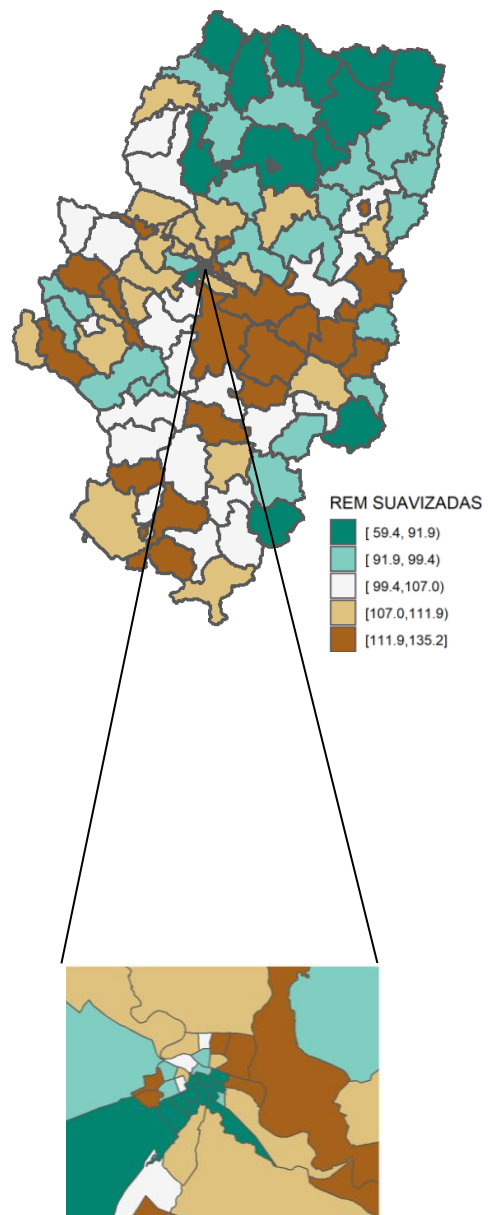 REM SUAVIZADAS
[ 59.4, 91.9)
[ 91.9, 99.4)
[ 99.4,107.0)
[107.0,111.9)
[111.9,135.2]